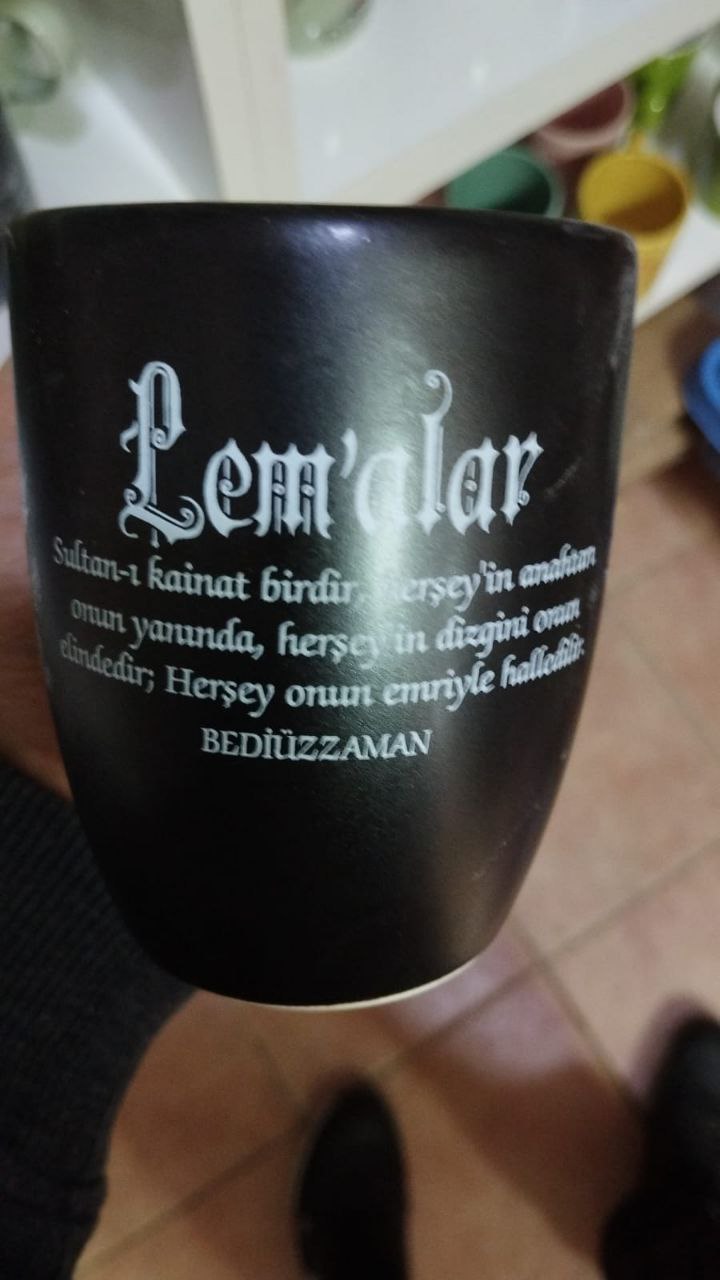 Lem'alar
Sultan-ı kainat birdir, herşey'in anahtarı
onun yanında, herşey'in dizgini onun
elindedir; Herşey onun emriyle halledilir.
BEDİÜZZAMAN